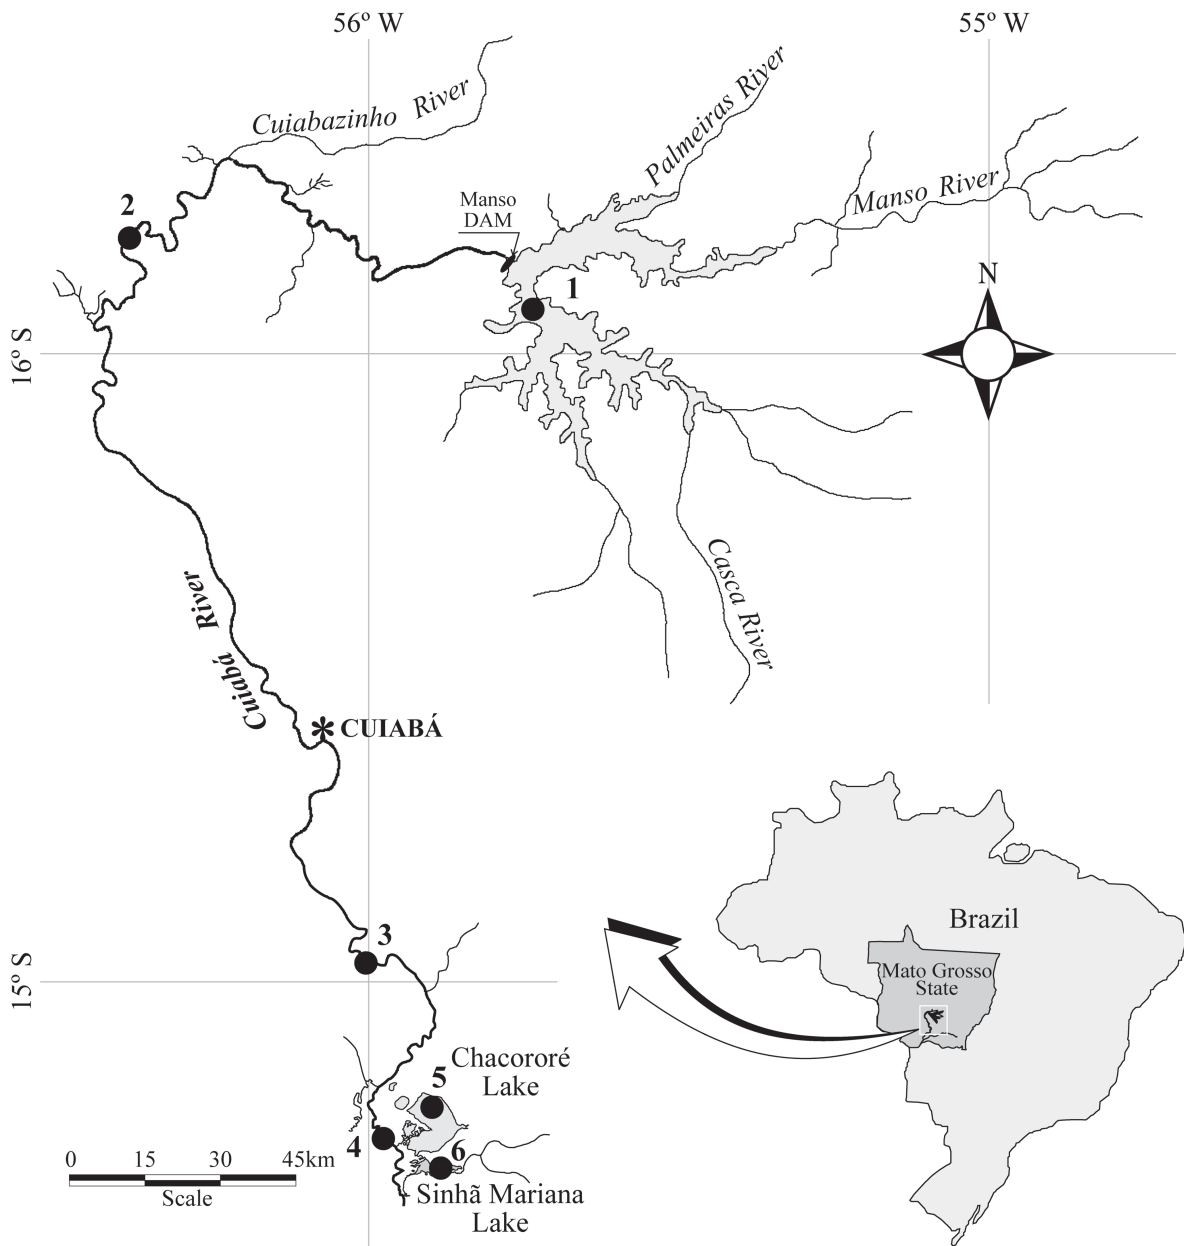 56º W
55º W
Cuiabazinho River
Palmeiras River
Manso River
2
Manso
DAM
1
N
16º S
Casca River
Cuiabá River
* CUIABÁ
Brazil
Mato Grosso
State
3
15º S
Chacororé
Lake
5
4
6
0 15 30 45km
Scale
Sinhã Mariana
Lake